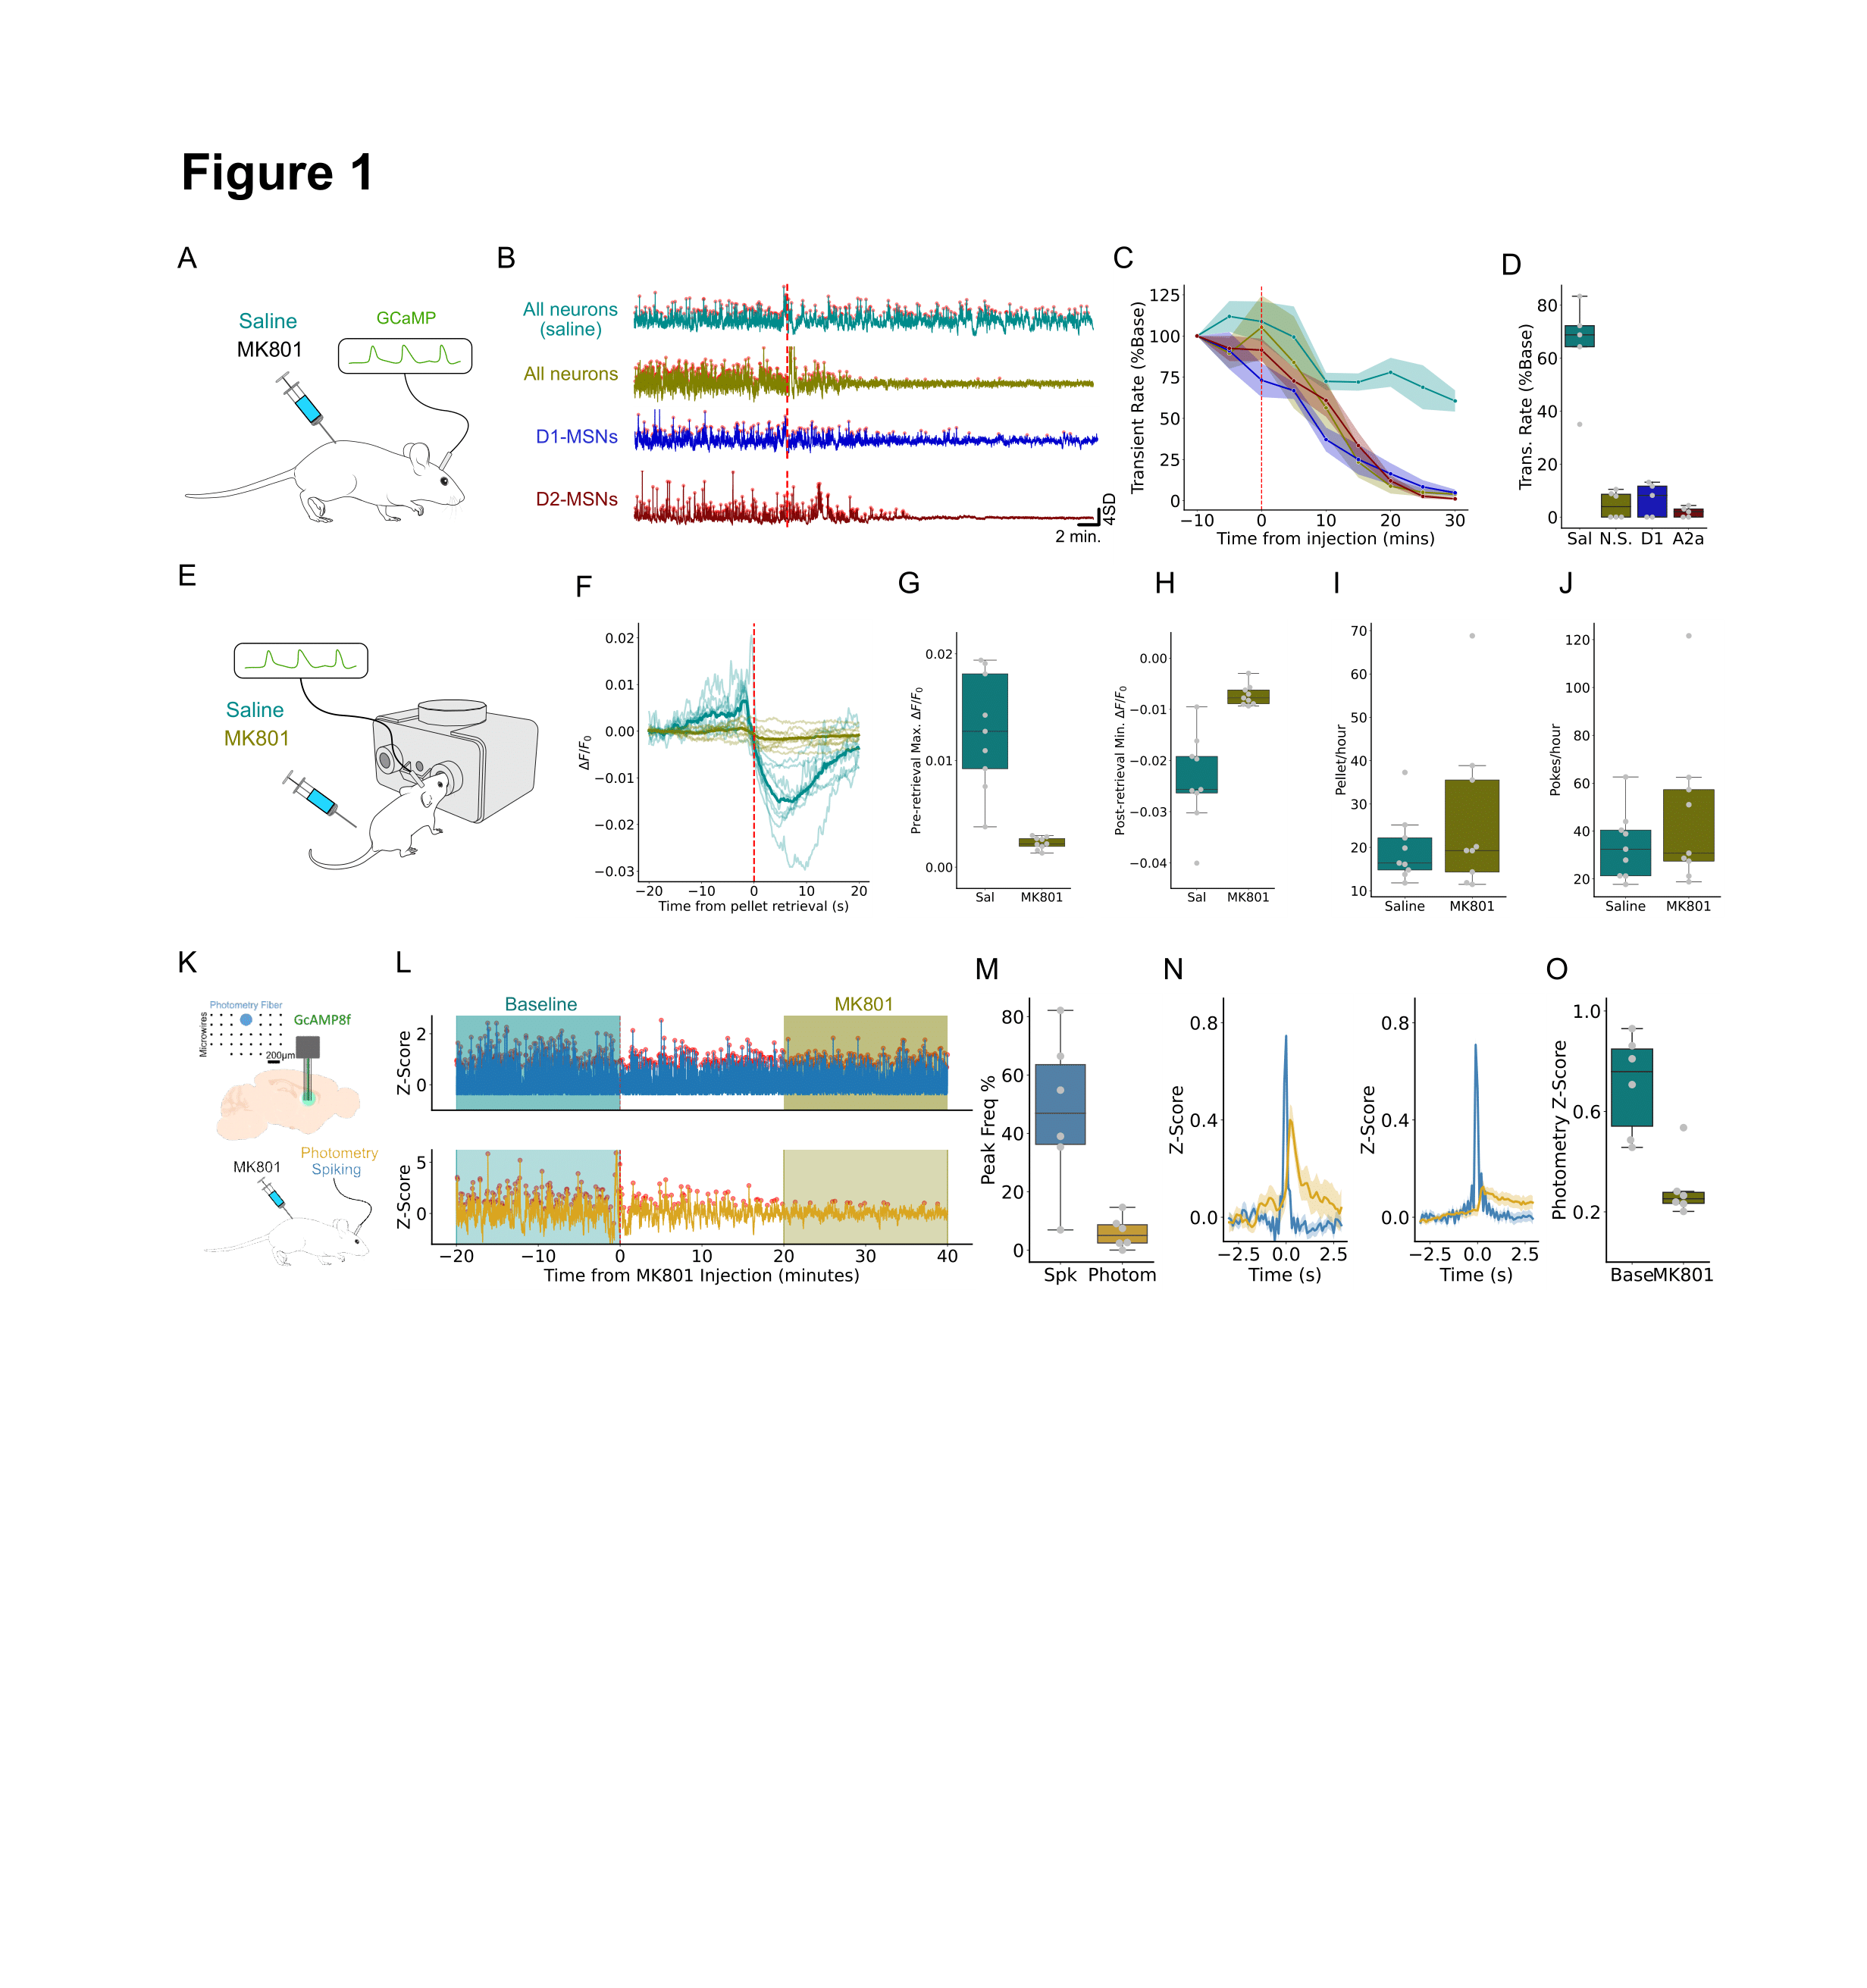 Figure 1
A
Saline
MK801
GCaMP
B
All neurons
(saline)
All neurons
D1-MSNs
D2-MSNs
4SD
2 min.
C
Transient Rate (%Base)
125
100
75
50
25
0
−10 0 10 20 30
Time from injection (mins)
D
Trans. Rate (%Base)
80
60
40
20
0
Sal N.S. D1 A2a
E
Saline
MK801
F
ΔF/F₀
0.02
0.01
0.00
−0.01
−0.02
−0.03
−20 −10 0 10 20
Time from pellet retrieval (s)
G
Pre-retrieval Max. ΔF/F₀
0.02
0.01
0.00
Sal MK801
H
Post-retrieval Min. ΔF/F₀
0.00
−0.01
−0.02
−0.03
−0.04
Sal MK801
I
Pellet/hour
70
60
50
40
30
20
10
Saline MK801
J
Pokes/hour
120
100
80
60
40
20
Saline MK801
K
Photometry Fiber
Microwires
GcAMP8f
200µm
Photometry
Spiking
MK801
L
Baseline MK801
Z-Score
2
0
Z-Score
5
0
−20 −10 0 10 20 30 40
Time from MK801 Injection (minutes)
M
Peak Freq %
80
60
40
20
0
Spk Photom
N
Z-Score
0.8
0.4
0.0
−2.5 0.0 2.5
Time (s)
Z-Score
0.8
0.4
0.0
−2.5 0.0 2.5
Time (s)
O
Photometry Z-Score
1.0
0.6
0.2
Base MK801